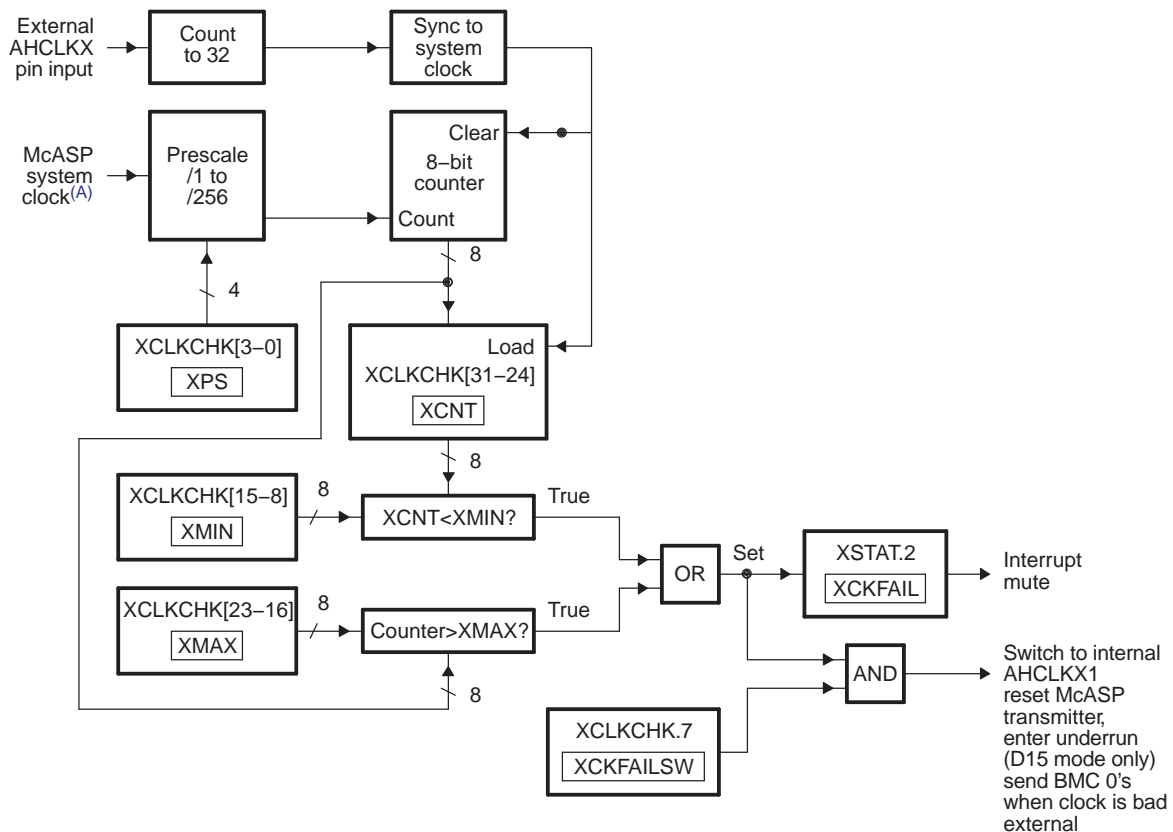 External
AHCLKX
pin input
Count
to 32
Sync to
system
clock
McASP
system
clock(A)
Prescale
/1 to
/256
Clear
8−bit
counter
Count
8
4
XCLKCHK[3−0]
XPS
Load
XCLKCHK[31−24]
XCNT
8
XCLKCHK[15−8]
XMIN
8
XCNT<XMIN?
True
XCLKCHK[23−16]
XMAX
8
Counter>XMAX?
True
8
OR
Set
XSTAT.2
XCKFAIL
Interrupt
mute
AND
XCLKCHK.7
XCKFAILSW
Switch to internal
AHCLKX1
reset McASP
transmitter,
enter underrun
(D15 mode only)
send BMC 0's
when clock is bad
external